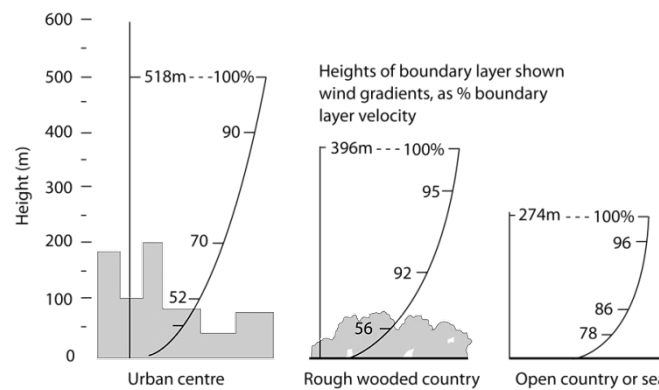 600
500
400
300
200
100
0
Height (m)
518m
100%
90
70
52
Urban centre
Heights of boundary layer shown
wind gradients, as % boundary
layer velocity
396m
100%
95
92
56
Rough wooded country
274m
100%
96
86
78
Open country or sea